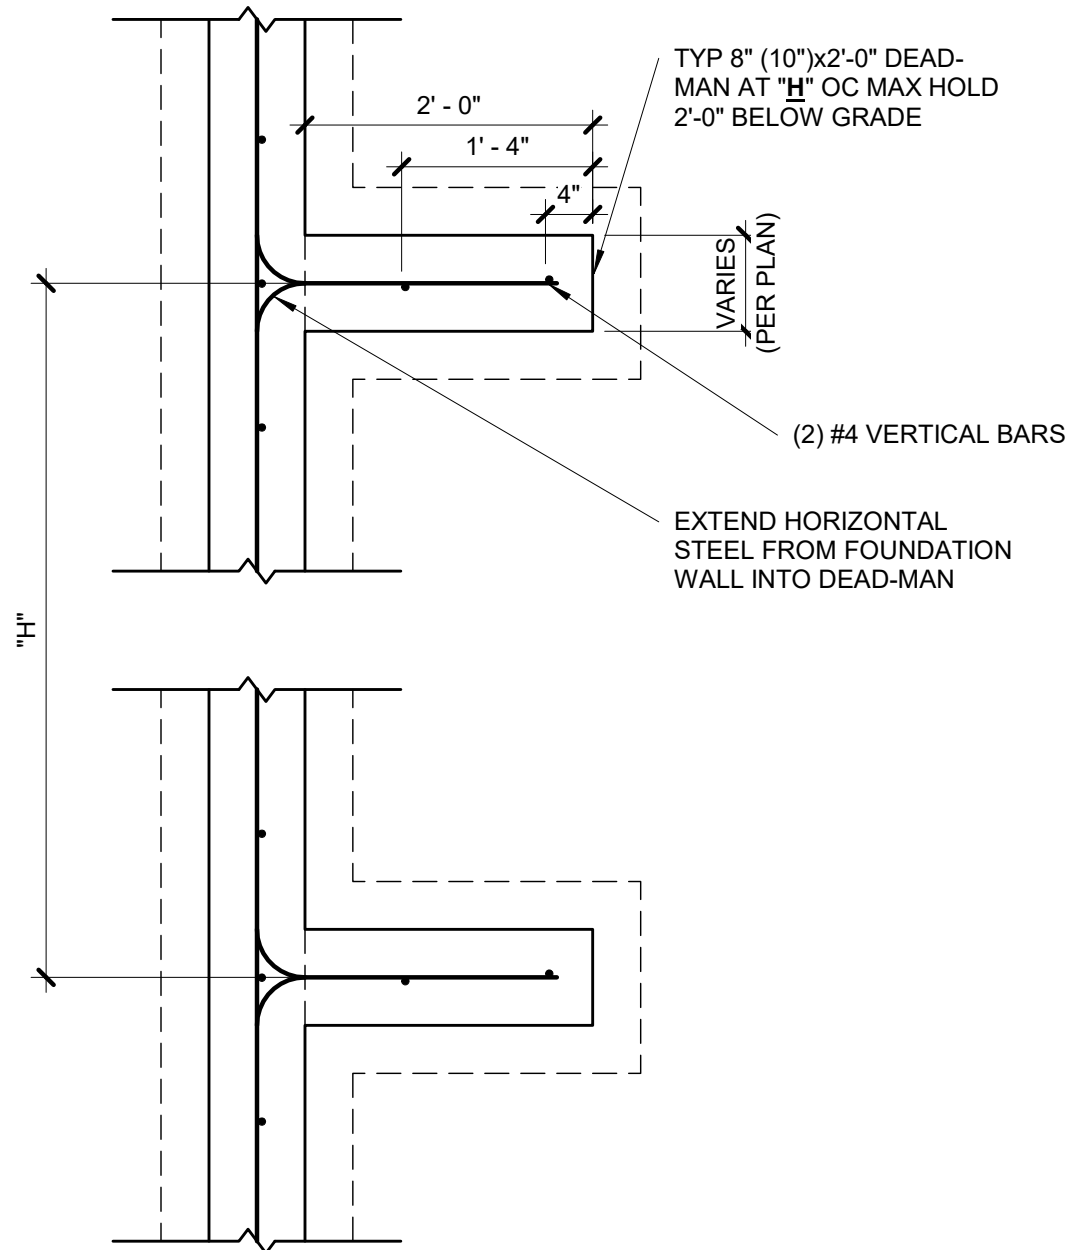 TYP 8" (10")x2'-0" DEAD-
MAN AT "H" OC MAX HOLD
2'-0" BELOW GRADE
2' - 0"
1' - 4"
4"
VARIES
(PER PLAN)
(2) #4 VERTICAL BARS
EXTEND HORIZONTAL
STEEL FROM FOUNDATION
WALL INTO DEAD-MAN
"H"